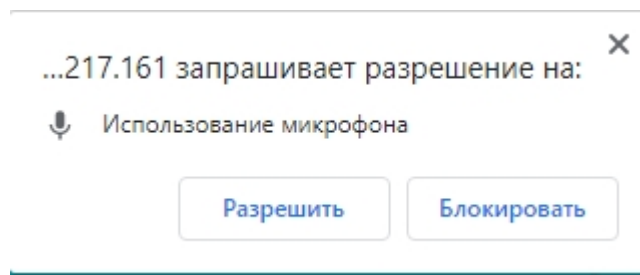 ...217.161 запрашивает разрешение на:
Использование микрофона
Разрешить Блокировать